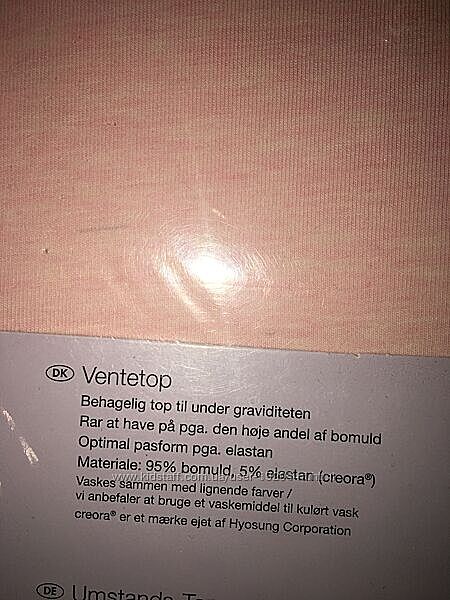 DK Ventetop
Behagelig top til under graviditeten
Rar at have på pga. den høje andel af bomuld
Optimal pasform pga. elastan
Materiale: 95% bomuld, 5% elastan (creora®)
Vaskes sammen med lignende farver /
vi anbefaler at bruge et vaskemiddel til kulørt vask
creora® er et mærke ejet af Hyosung Corporation
DE Umstands